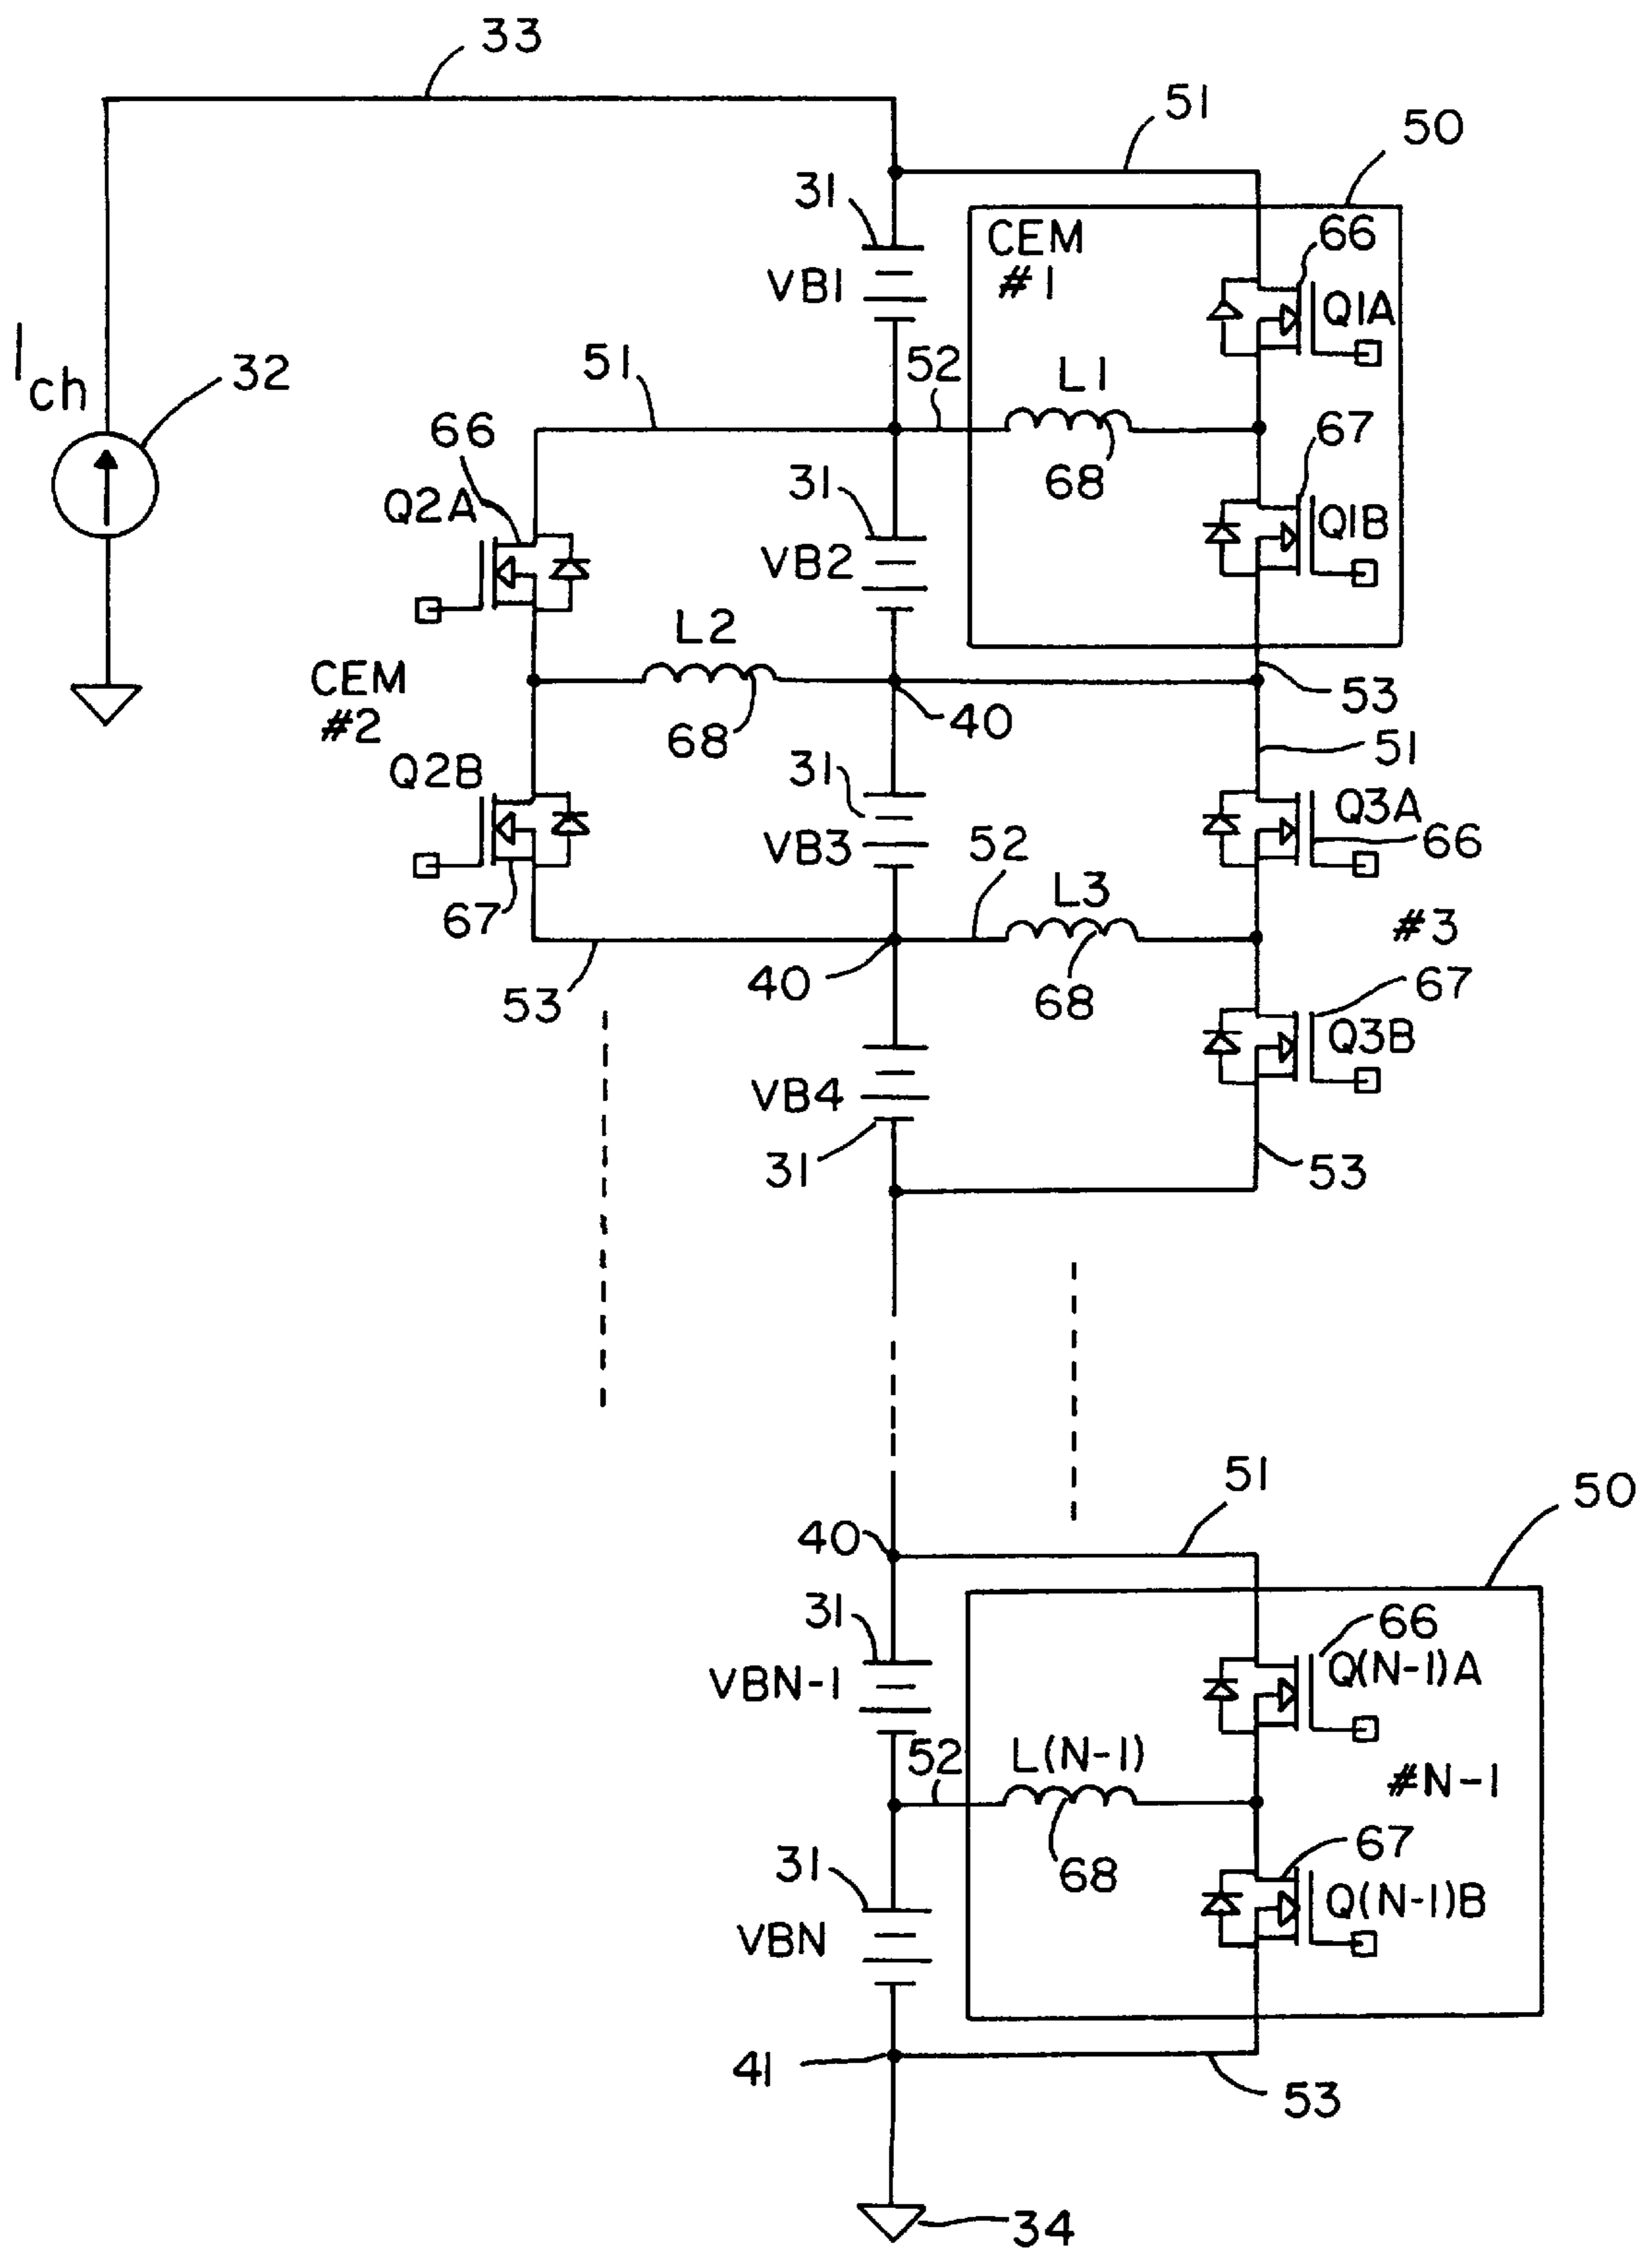 33
51
50
31
CEM
#1
66
VB1
Q1A
Ich
32
51
52
L1
67
66
68
31
Q2A
Q1B
VB2
L2
CEM
#2
53
40
68
51
Q2B
31
Q3A
VB3
52
66
L3
67
#3
40
53
68
67
Q3B
VB4
31
53
51
50
40
31
66
Q(N-1)A
VBN-1
52
L(N-1)
#N-1
67
31
68
Q(N-1)B
VBN
41
53
34